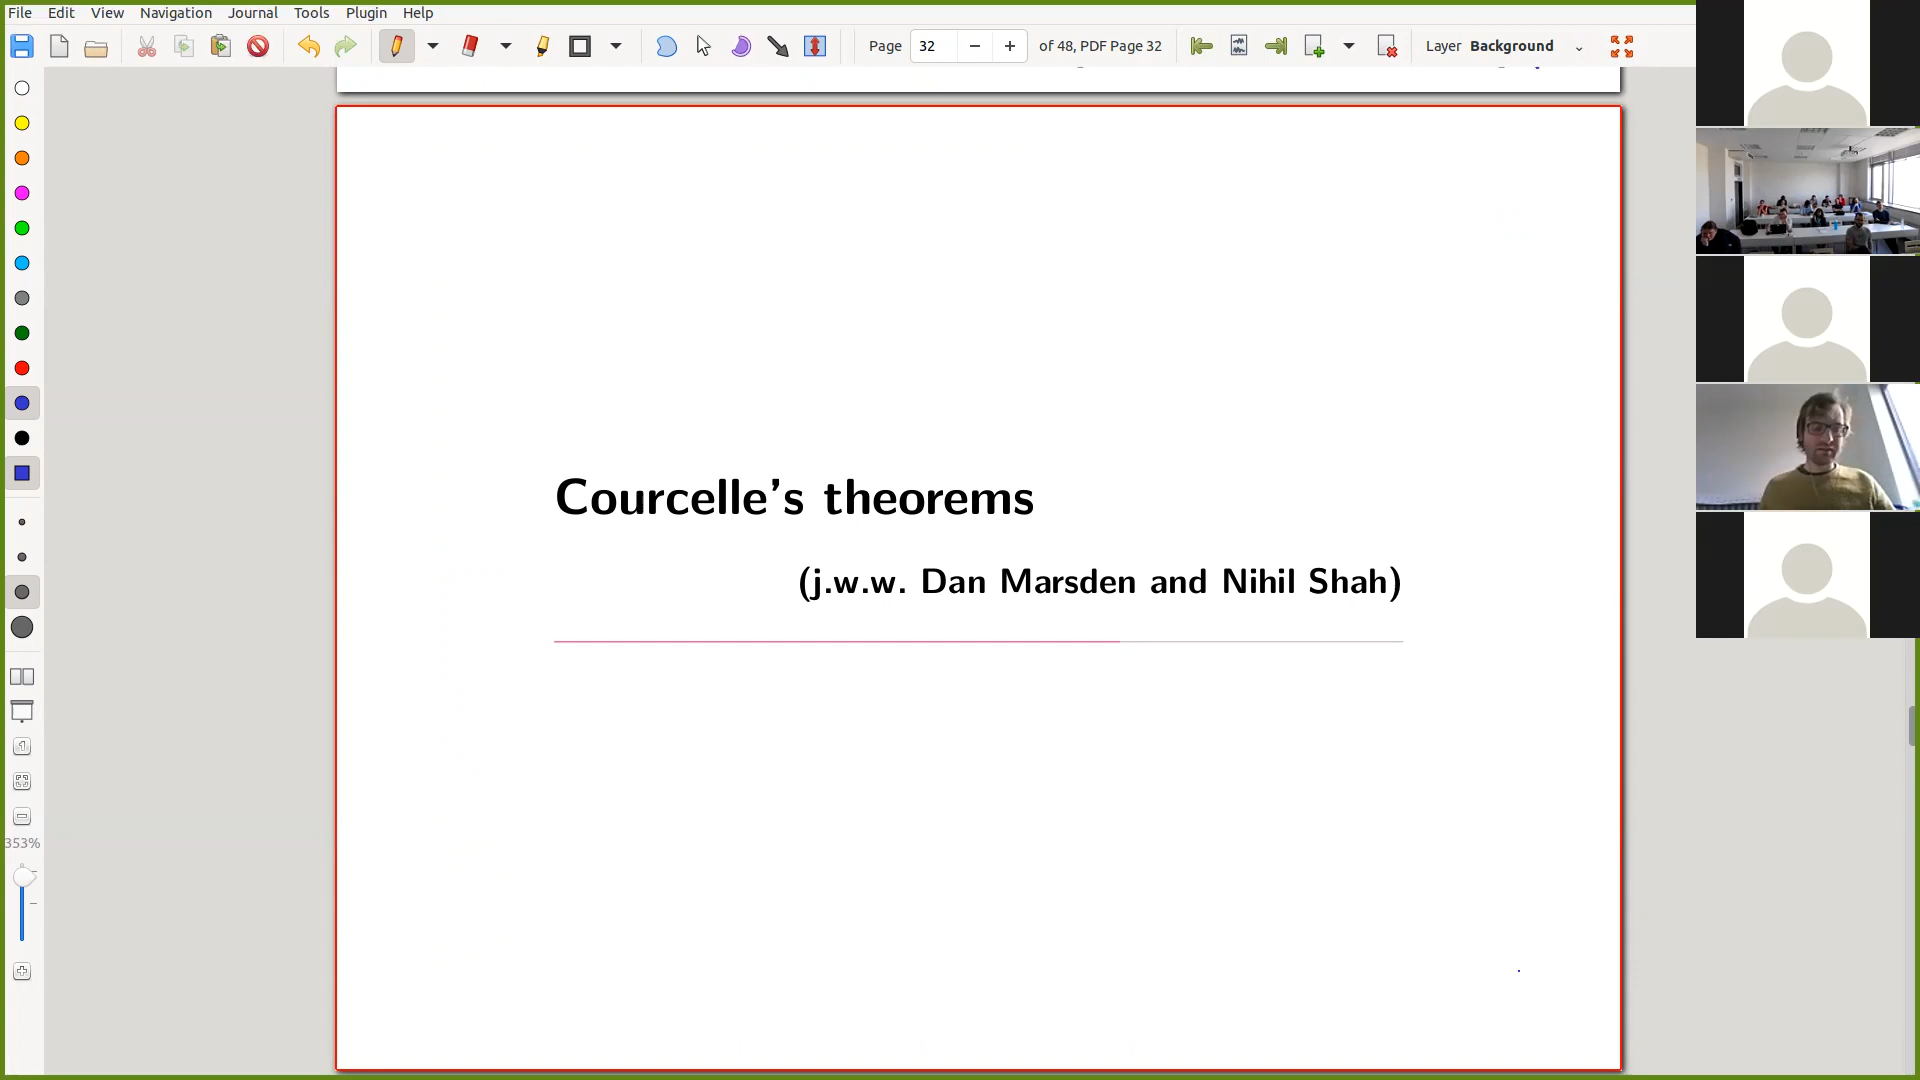 File Edit View Navigation Journal Tools Plugin Help
Page 32 of 48, PDF Page 32 Layer Background
Courcelle's theorems
(j.w.w. Dan Marsden and Nihil Shah)
353%